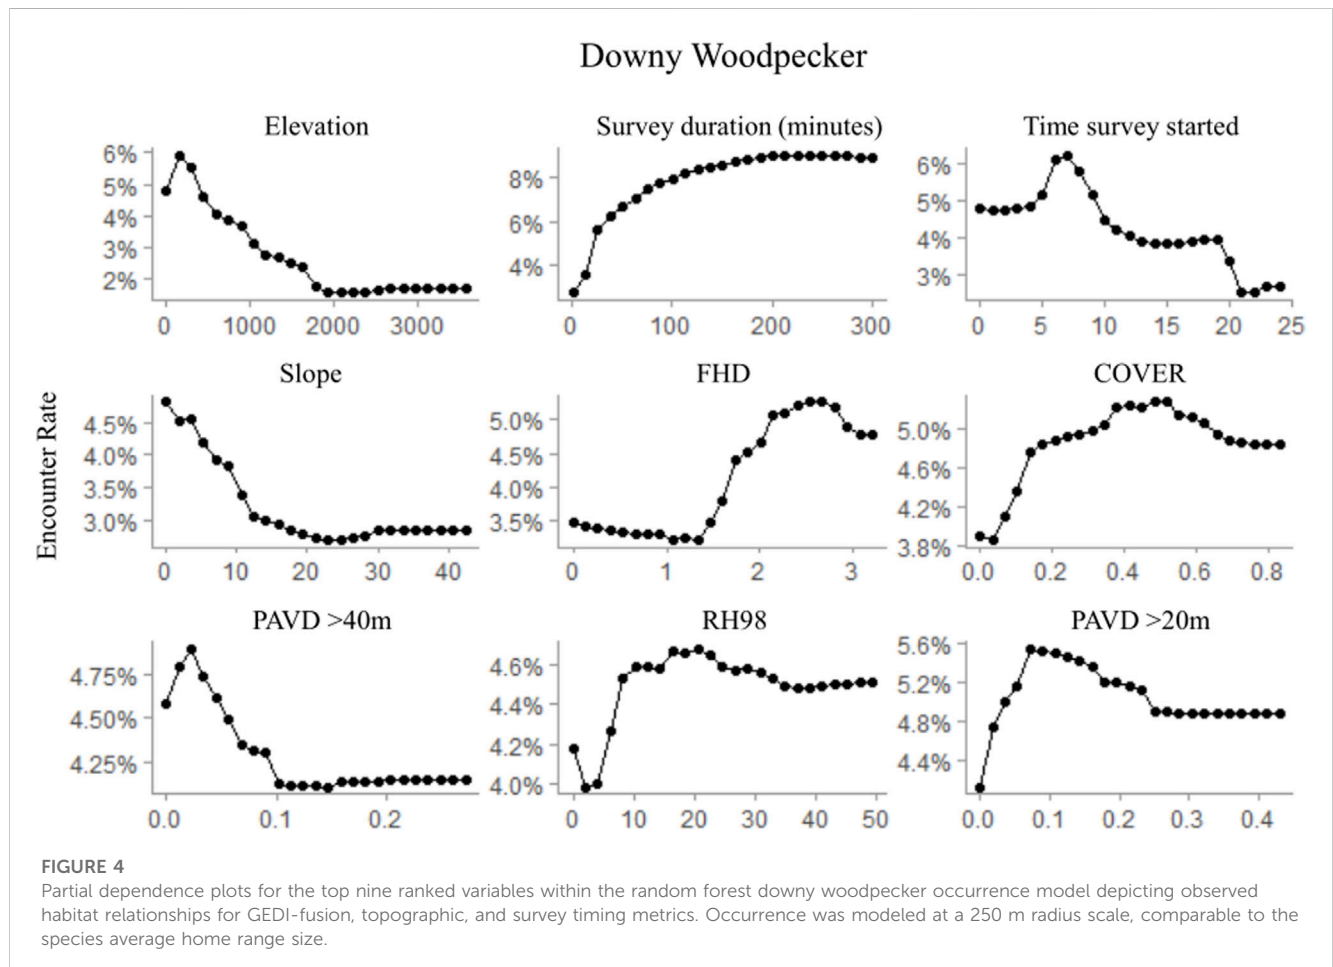 Downy Woodpecker
Elevation
6%
5%
4%
3%
2%
0 1000 2000 3000
Survey duration (minutes)
8%
6%
4%
0 100 200 300
Time survey started
6%
5%
4%
3%
0 5 10 15 20 25
Encounter Rate
Slope
4.5%
4.0%
3.5%
3.0%
0 10 20 30 40
FHD
5.0%
4.5%
4.0%
3.5%
0 1 2 3
COVER
5.0%
4.6%
4.2%
3.8%
0.0 0.2 0.4 0.6 0.8
PAVD >40m
4.75%
4.50%
4.25%
0.0 0.1 0.2
RH98
4.6%
4.4%
4.2%
4.0%
0 10 20 30 40 50
PAVD >20m
5.6%
5.2%
4.8%
4.4%
0.0 0.1 0.2 0.3 0.4
FIGURE 4
Partial dependence plots for the top nine ranked variables within the random forest downy woodpecker occurrence model depicting observed
habitat relationships for GEDI-fusion, topographic, and survey timing metrics. Occurrence was modeled at a 250 m radius scale, comparable to the
species average home range size.